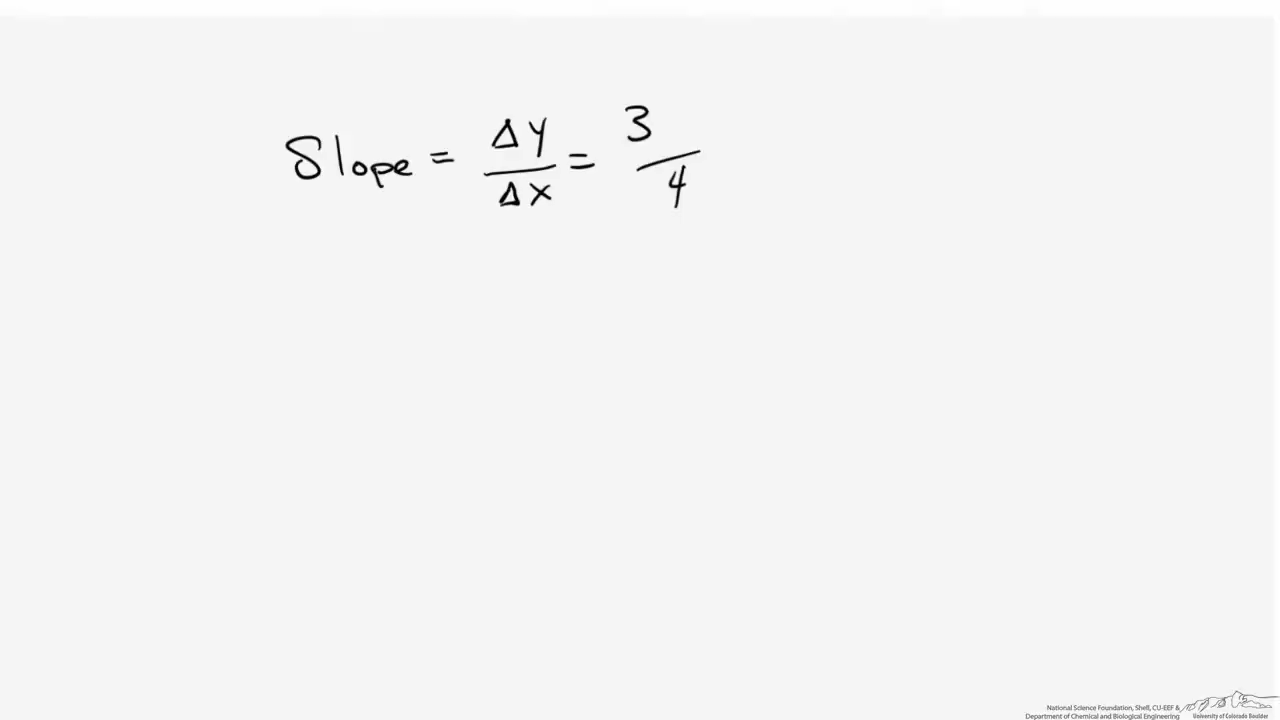 Slope = Δy/Δx = 3/4
National Science Foundation, Shell, CU-EEF &
Department of Chemical and Biological Engineering
University of Colorado Boulder